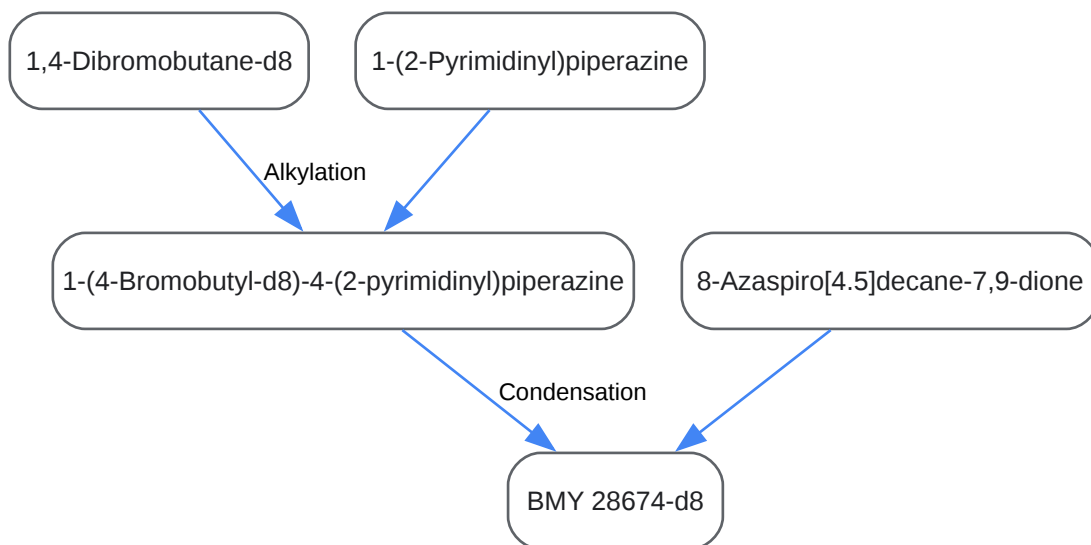 1,4-Dibromobutane-d8
1-(2-Pyrimidinyl)piperazine
Alkylation
1-(4-Bromobutyl-d8)-4-(2-pyrimidinyl)piperazine
8-Azaspiro[4.5]decane-7,9-dione
Condensation
BMY 28674-d8